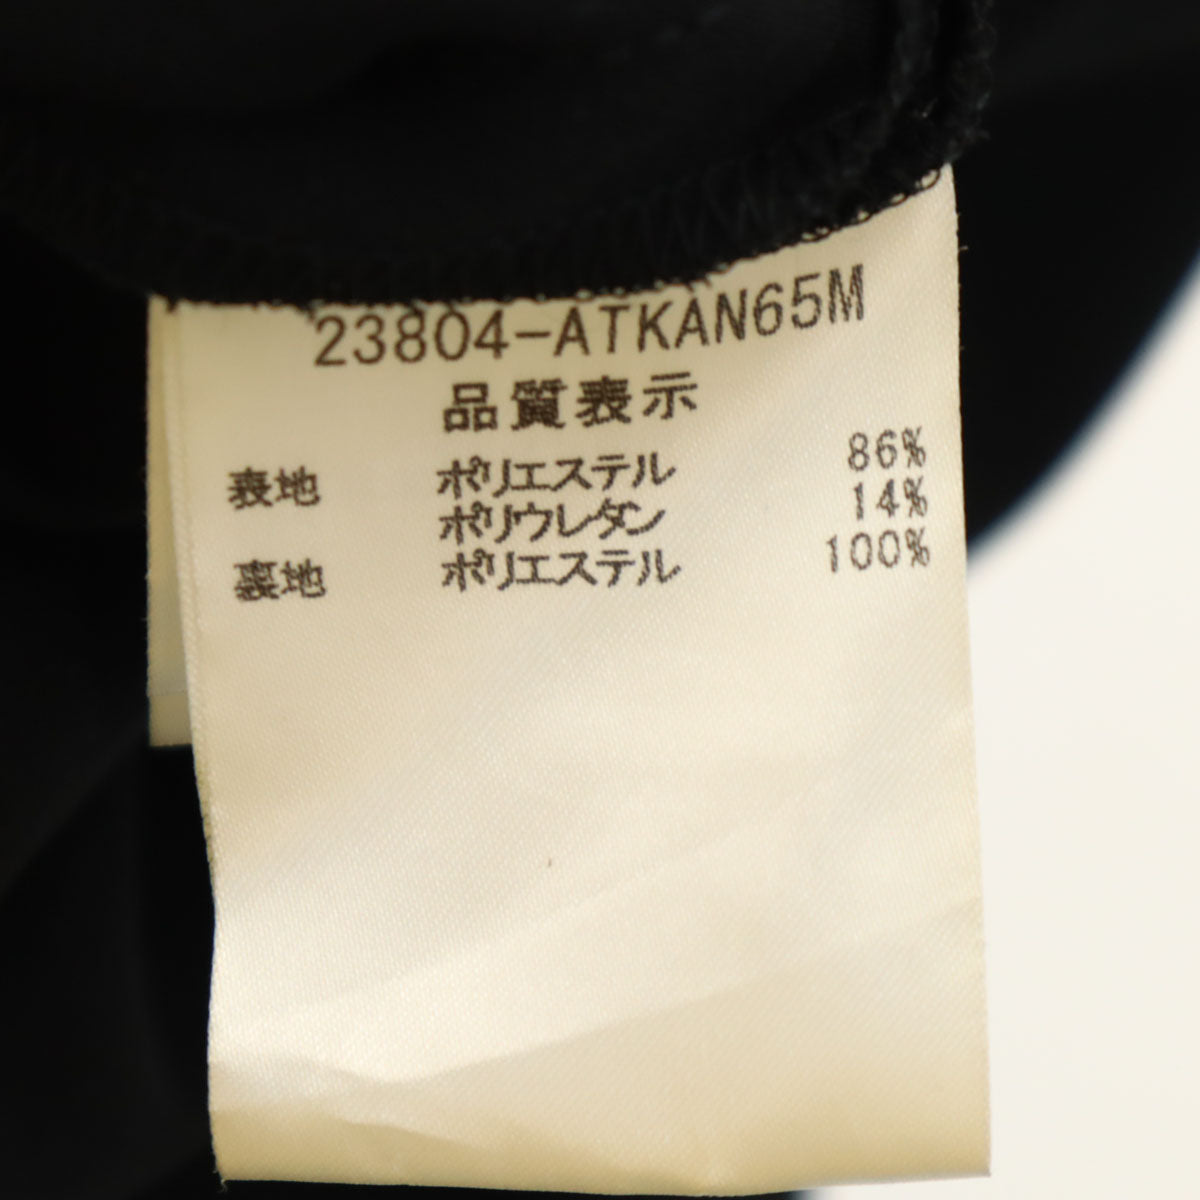 23804-ATKAN65M
品質表示
表地 ポリエステル 86%
ポリウレタン 14%
裏地 ポリエステル 100%